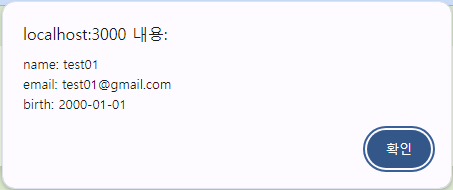 localhost:3000 내용:
name: test01
email: test01@gmail.com
birth: 2000-01-01
확인